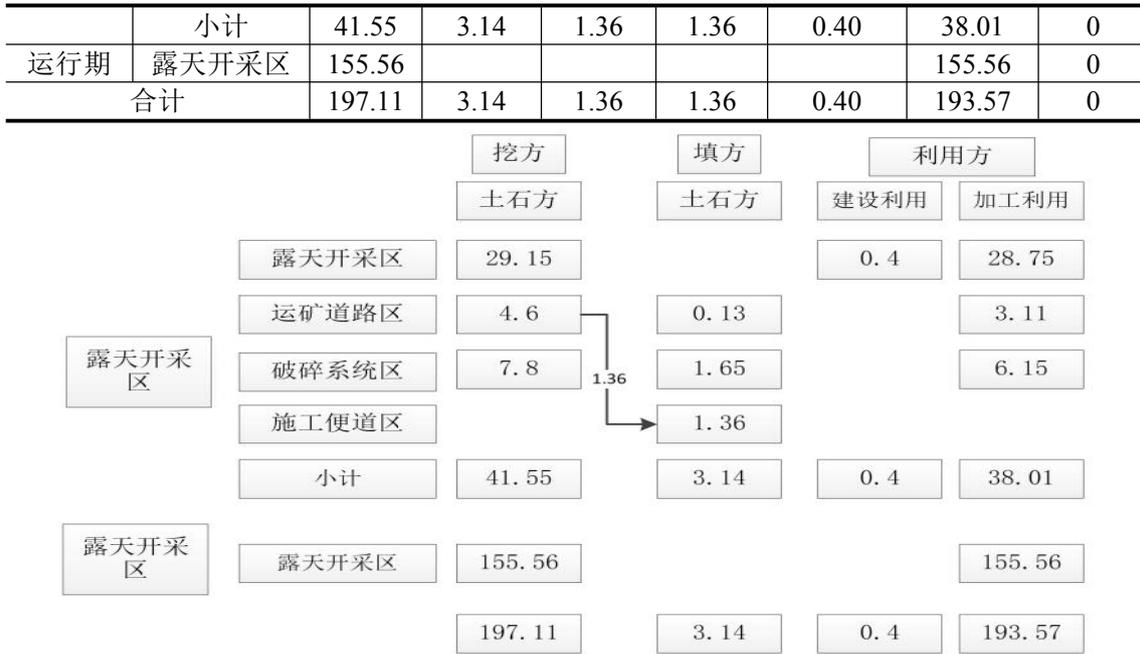 小计 41.55 3.14 1.36 1.36 0.40 38.01 0
运行期 露天开采区 155.56 155.56 0
合计 197.11 3.14 1.36 1.36 0.40 193.57 0
挖方 填方 利用方
土石方 土石方 建设利用 加工利用
露天开采区 29.15 0.4 28.75
运矿道路区 4.6 0.13 3.11
露天开采
区
破碎系统区 7.8 1.65 6.15
1.36
施工便道区 1.36
小计 41.55 3.14 0.4 38.01
露天开采
区
露天开采区 155.56 155.56
197.11 3.14 0.4 193.57